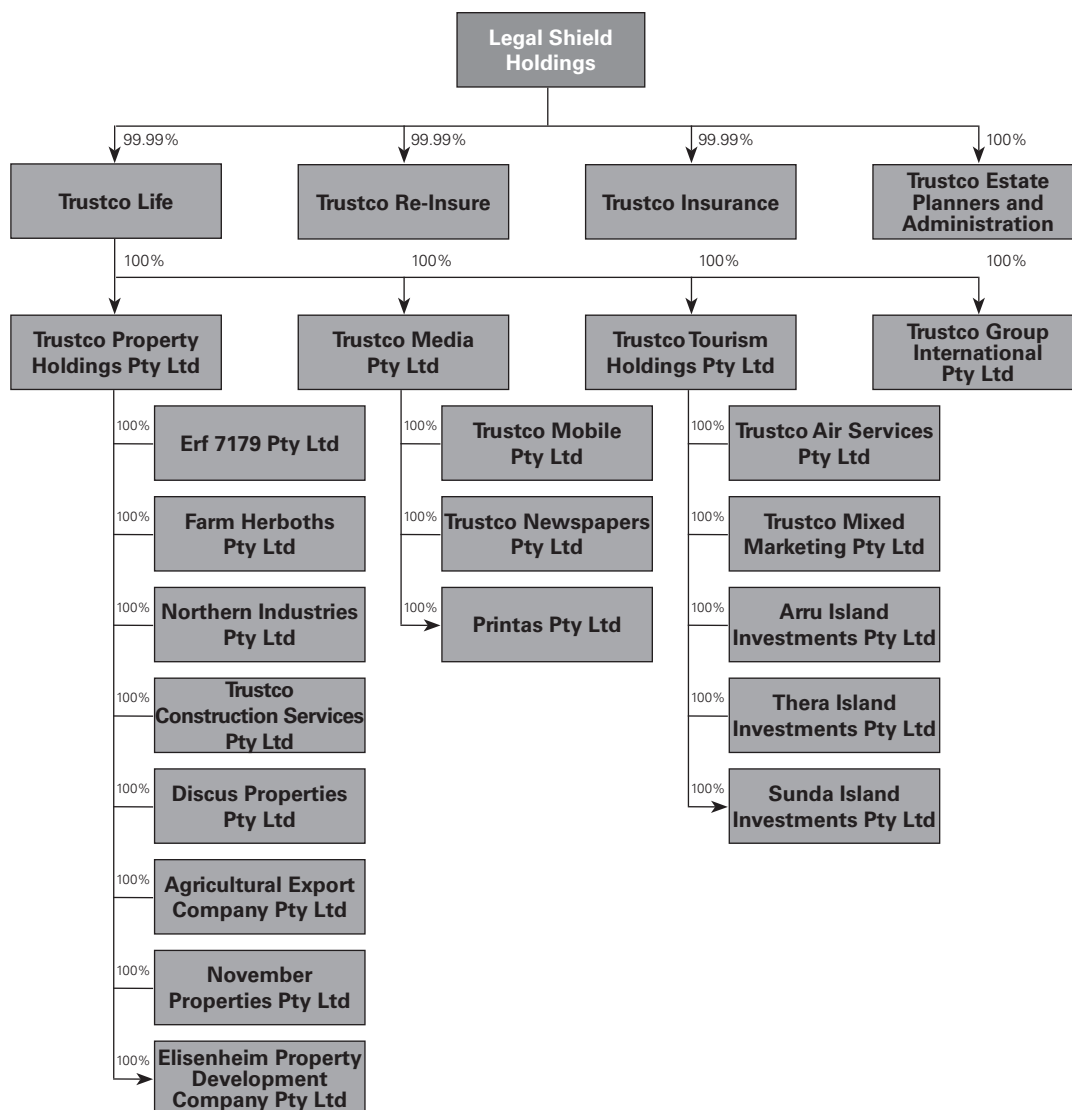 Legal Shield
Holdings
99.99%
99.99%
99.99%
100%
Trustco Life
Trustco Re-Insure
Trustco Insurance
Trustco Estate
Planners and
Administration
100%
100%
100%
100%
Trustco Property
Holdings Pty Ltd
Trustco Media
Pty Ltd
Trustco Tourism
Holdings Pty Ltd
Trustco Group
International
Pty Ltd
100%
Erf 7179 Pty Ltd
100%
Farm Herboths
Pty Ltd
100%
Northern Industries
Pty Ltd
100%
Trustco
Construction Services
Pty Ltd
100%
Discus Properties
Pty Ltd
100%
Agricultural Export
Company Pty Ltd
100%
November
Properties Pty Ltd
100%
Elisenheim Property
Development
Company Pty Ltd
100%
Trustco Mobile
Pty Ltd
100%
Trustco Newspapers
Pty Ltd
100%
Printas Pty Ltd
100%
Trustco Air Services
Pty Ltd
100%
Trustco Mixed
Marketing Pty Ltd
100%
Arru Island
Investments Pty Ltd
100%
Thera Island
Investments Pty Ltd
100%
Sunda Island
Investments Pty Ltd